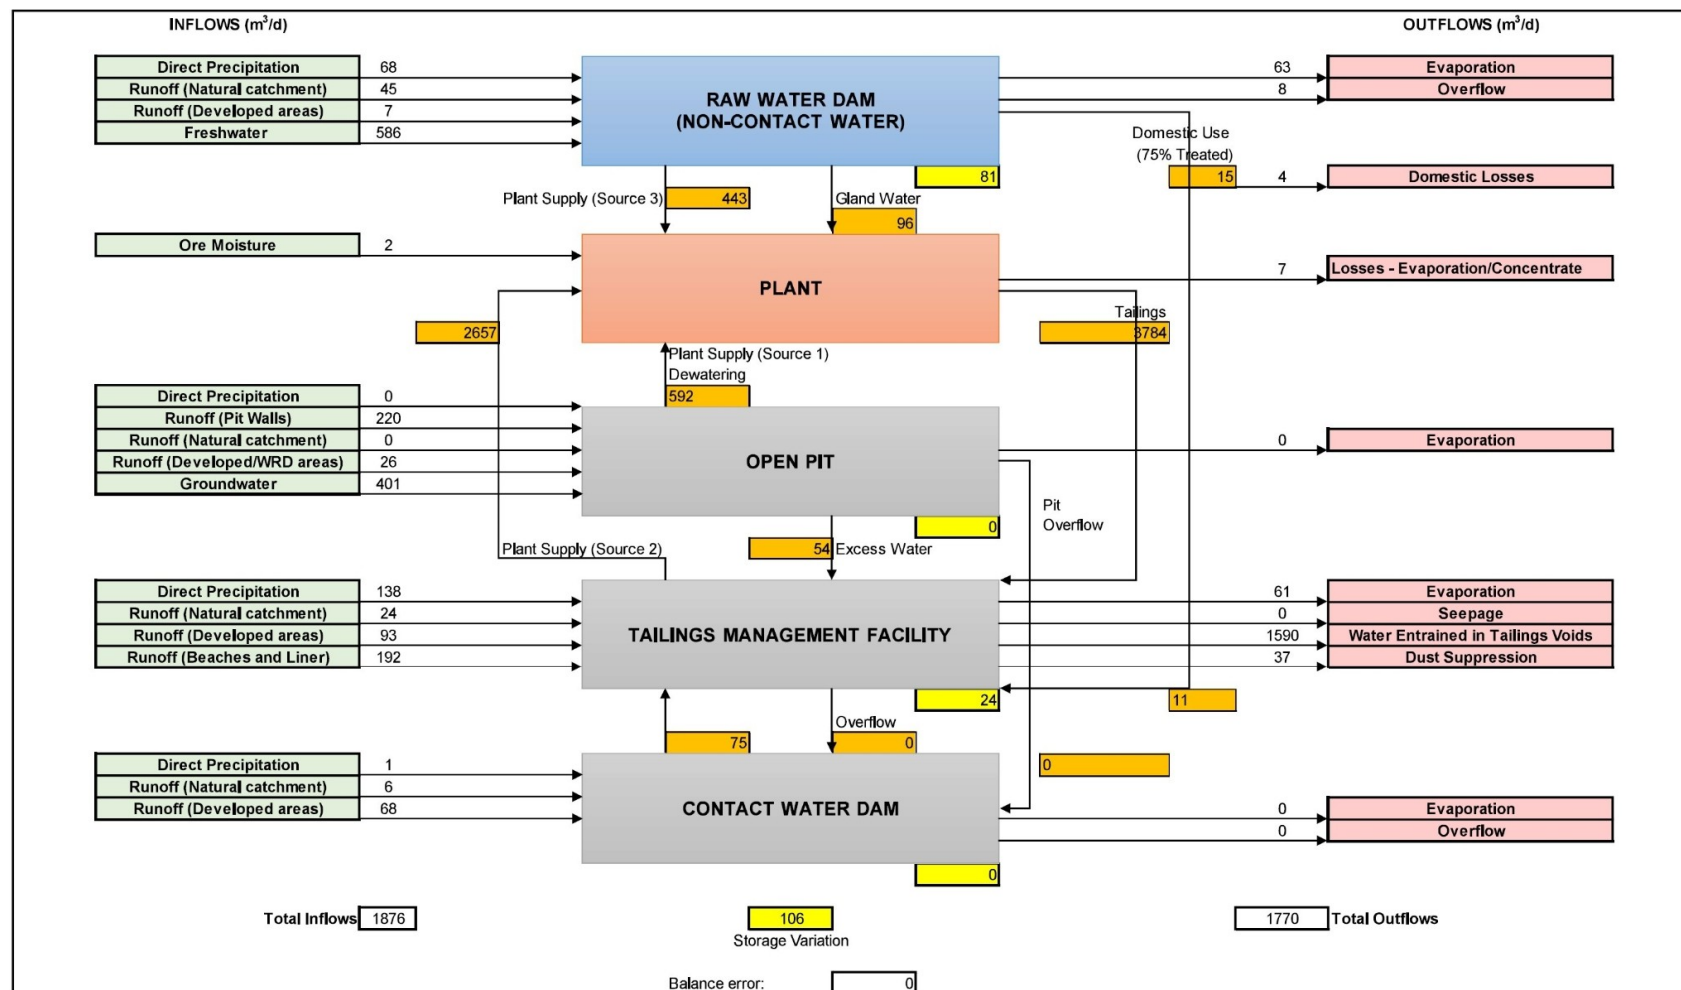 INFLOWS (m³/d)
OUTFLOWS (m³/d)
Direct Precipitation 68
Runoff (Natural catchment) 45
Runoff (Developed areas) 7
Freshwater 586
RAW WATER DAM
(NON-CONTACT WATER)
81
63 Evaporation
8 Overflow
Domestic Use
(75% Treated)
15
4 Domestic Losses
Plant Supply (Source 3)
443
Gland Water
96
Ore Moisture 2
PLANT
7 Losses - Evaporation/Concentrate
2657
Tailings
3784
Plant Supply (Source 1)
Dewatering
592
Direct Precipitation 0
Runoff (Pit Walls) 220
Runoff (Natural catchment) 0
Runoff (Developed/WRD areas) 26
Groundwater 401
OPEN PIT
0
0 Evaporation
Pit
Overflow
Plant Supply (Source 2)
54 Excess Water
Direct Precipitation 138
Runoff (Natural catchment) 24
Runoff (Developed areas) 93
Runoff (Beaches and Liner) 192
TAILINGS MANAGEMENT FACILITY
24
61 Evaporation
0 Seepage
1590 Water Entrained in Tailings Voids
37 Dust Suppression
11
75
Overflow
0
0
Direct Precipitation 1
Runoff (Natural catchment) 6
Runoff (Developed areas) 68
CONTACT WATER DAM
0
0 Evaporation
0 Overflow
Total Inflows 1876
106
Storage Variation
1770 Total Outflows
Balance error: 0